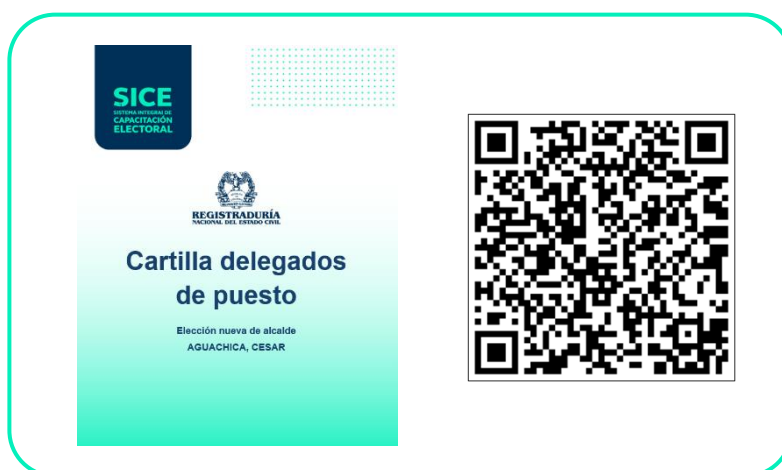 SICE
SISTEMA INTEGRAL DE
CAPACITACIÓN
ELECTORAL
REGISTRADURÍA
NACIONAL DEL ESTADO CIVIL
Cartilla delegados
de puesto
Elección nueva de alcalde
AGUACHICA, CESAR